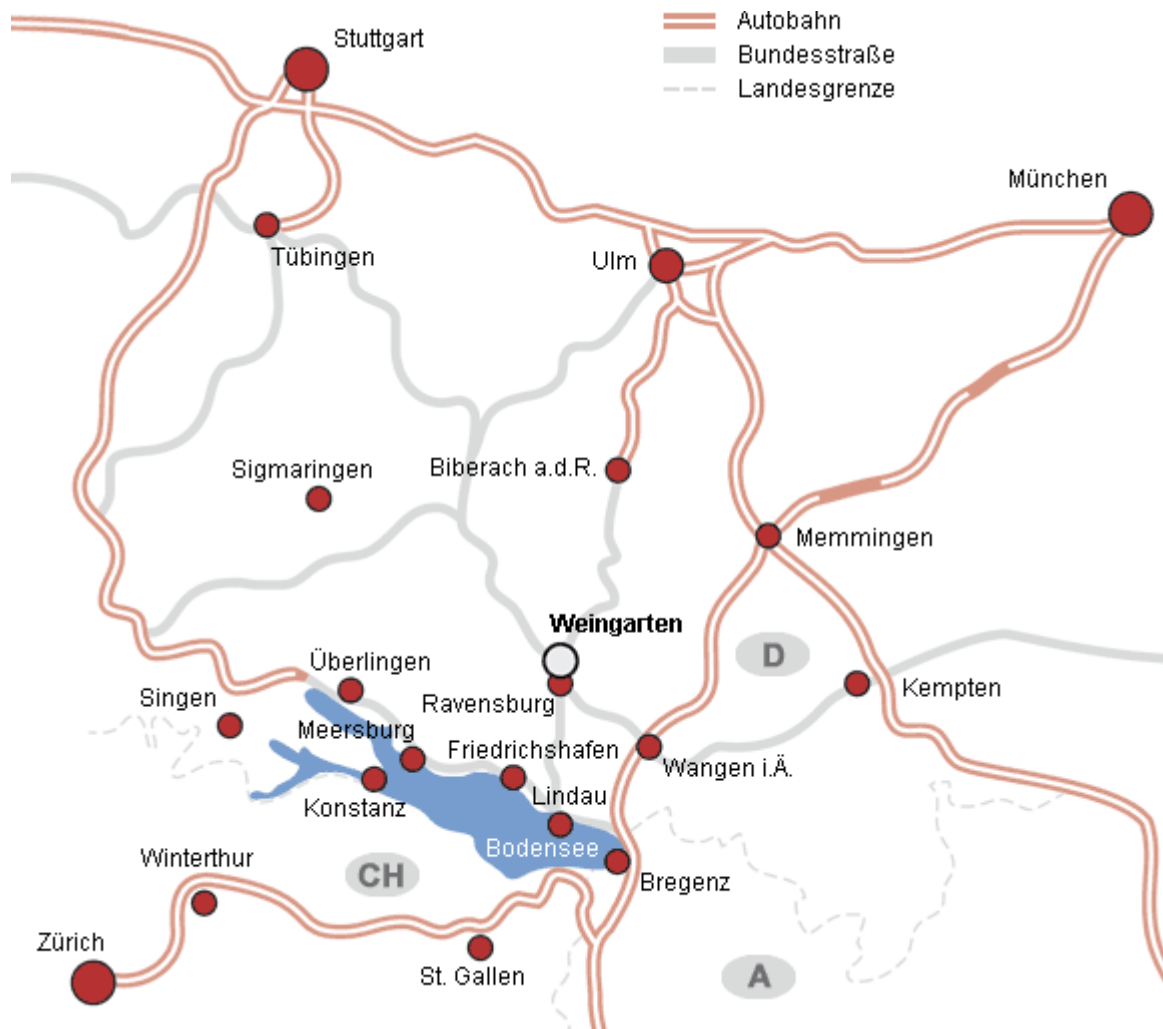 Autobahn
Bundesstraße
Landesgrenze
Stuttgart
München
Tübingen
Ulm
Sigmaringen
Biberach a.d.R.
Memmingen
Weingarten
D
Überlingen
Singen
Ravensburg
Kempten
Meersburg
Friedrichshafen
Wangen i.Ä.
Konstanz
Lindau
Bodensee
Winterthur
CH
Bregenz
Zürich
St. Gallen
A